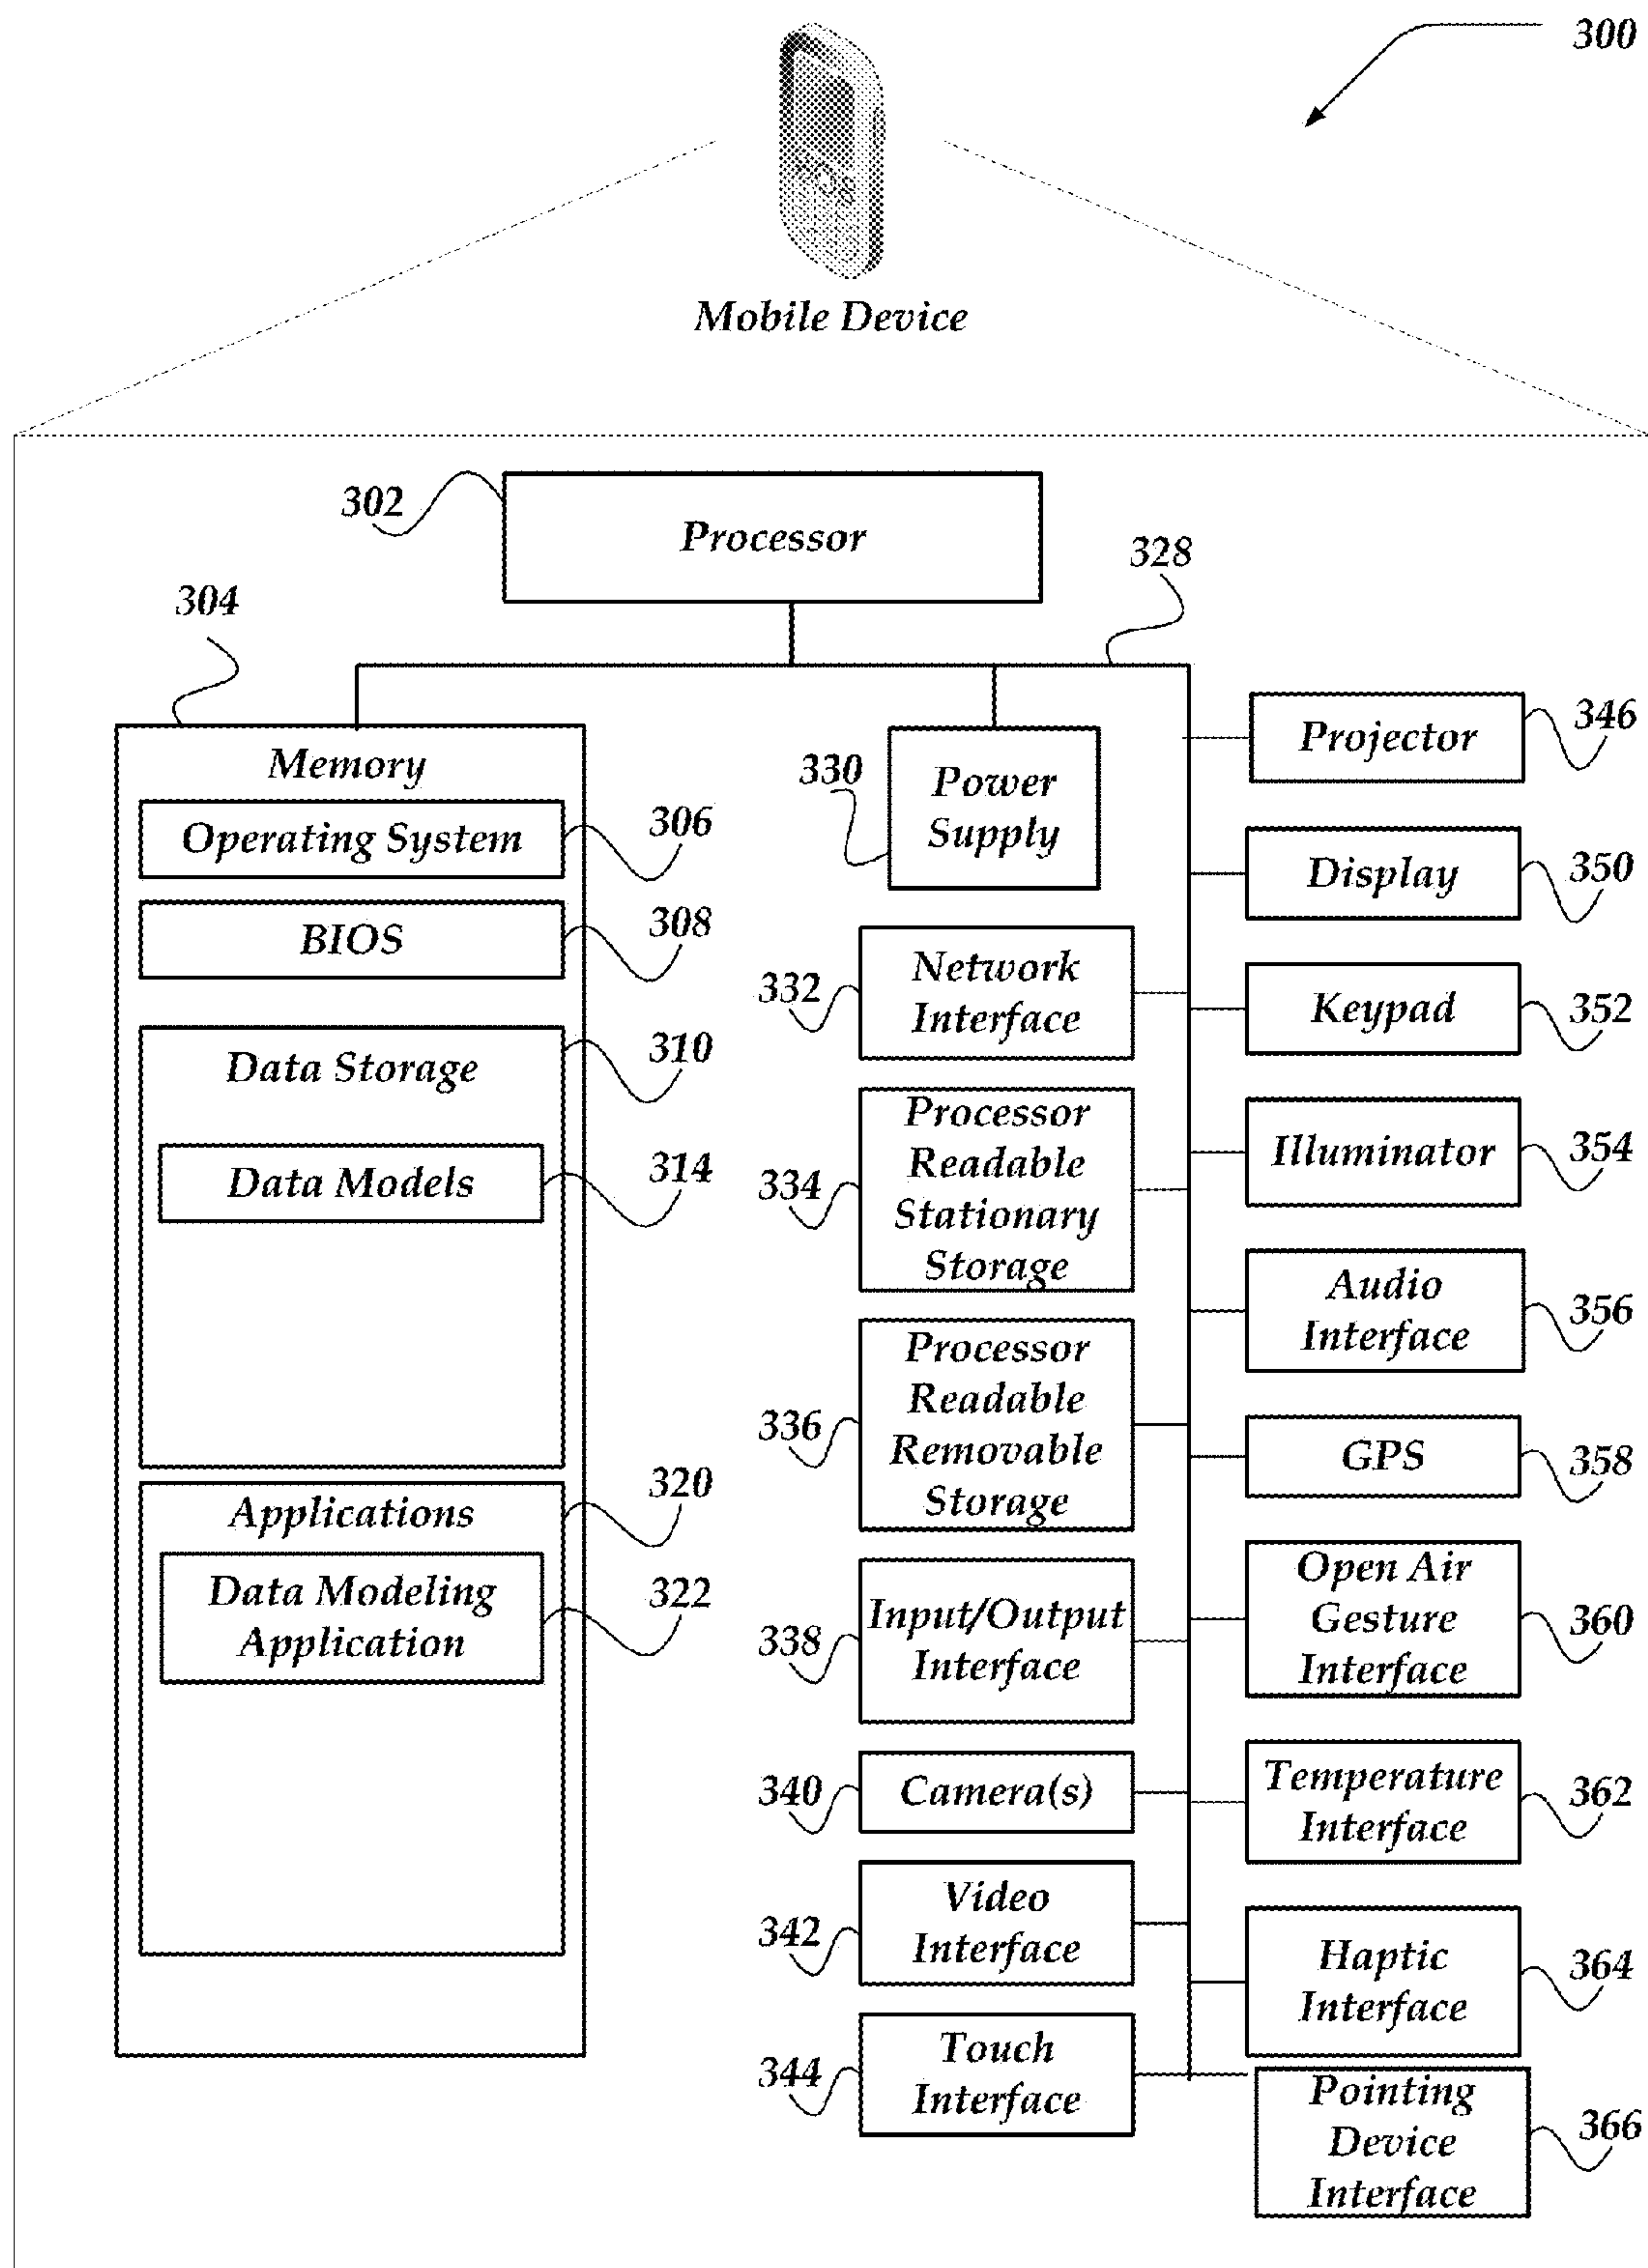 300
Mobile Device
302
Processor
328
304
Memory
Operating System
306
BIOS
308
Data Storage
310
Data Models
314
Applications
320
Data Modeling
Application
322
330
Power
Supply
332
Network
Interface
334
Processor
Readable
Stationary
Storage
336
Processor
Readable
Removable
Storage
338
Input/Output
Interface
340
Camera(s)
342
Video
Interface
344
Touch
Interface
Projector
346
Display
350
Keypad
352
Illuminator
354
Audio
Interface
356
GPS
358
Open Air
Gesture
Interface
360
Temperature
Interface
362
Haptic
Interface
364
Pointing
Device
Interface
366